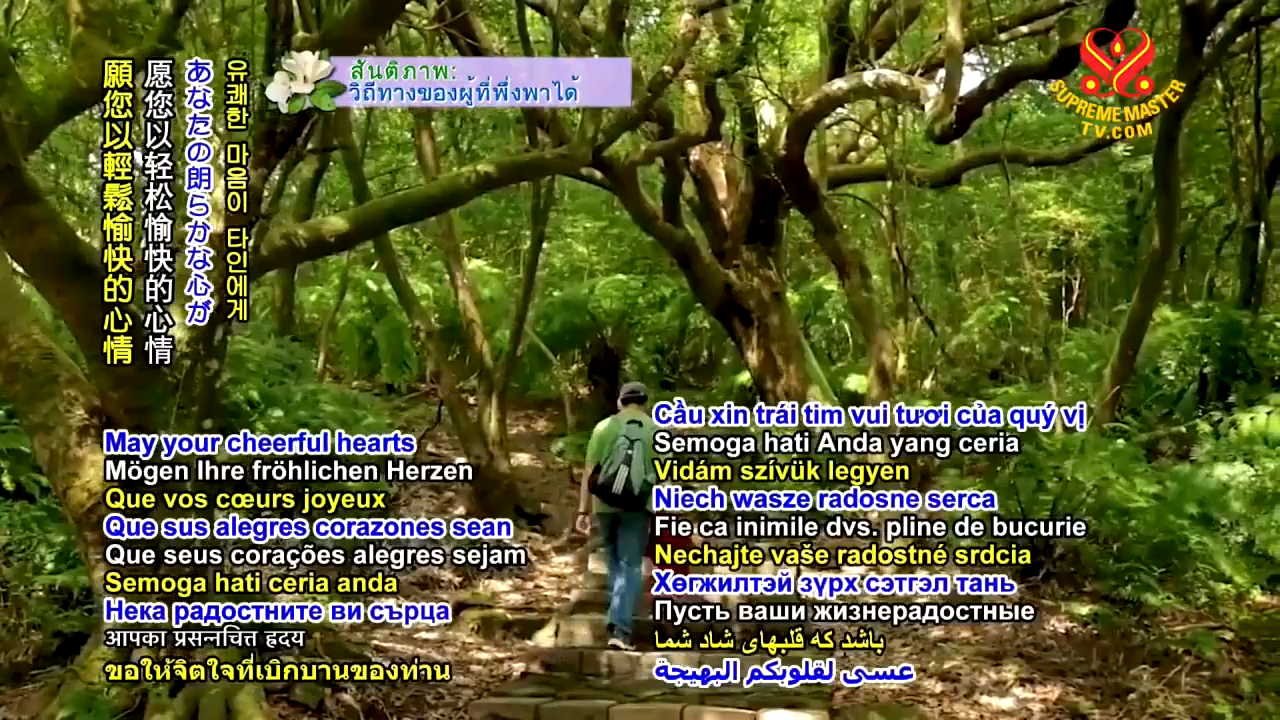 願您以輕鬆愉快的心情
愿您以轻松愉快的心情
あなたの朗らかな心が
유쾌한 마음이 타인에게
สันติภาพ:
วิถีทางของผู้ที่พึ่งพาได้
SUPREME MASTER
TV.COM
May your cheerful hearts
Mögen Ihre fröhlichen Herzen
Que vos cœurs joyeux
Que sus alegres corazones sean
Que seus corações alegres sejam
Semoga hati ceria anda
Нека радостните ви сърца
आपका प्रसन्नचित्त ह्रदय
ขอให้จิตใจที่เบิกบานของท่าน
Cầu xin trái tim vui tươi của quý vị
Semoga hati Anda yang ceria
Vidám szívük legyen
Niech wasze radosne serca
Fie ca inimile dvs. pline de bucurie
Nechajte vaše radostné srdcia
Хөгжилтэй зүрх сэтгэл тань
Пусть ваши жизнерадостные
باشد که قلبهای شاد شما
عسى لقلوبكم البهيجة